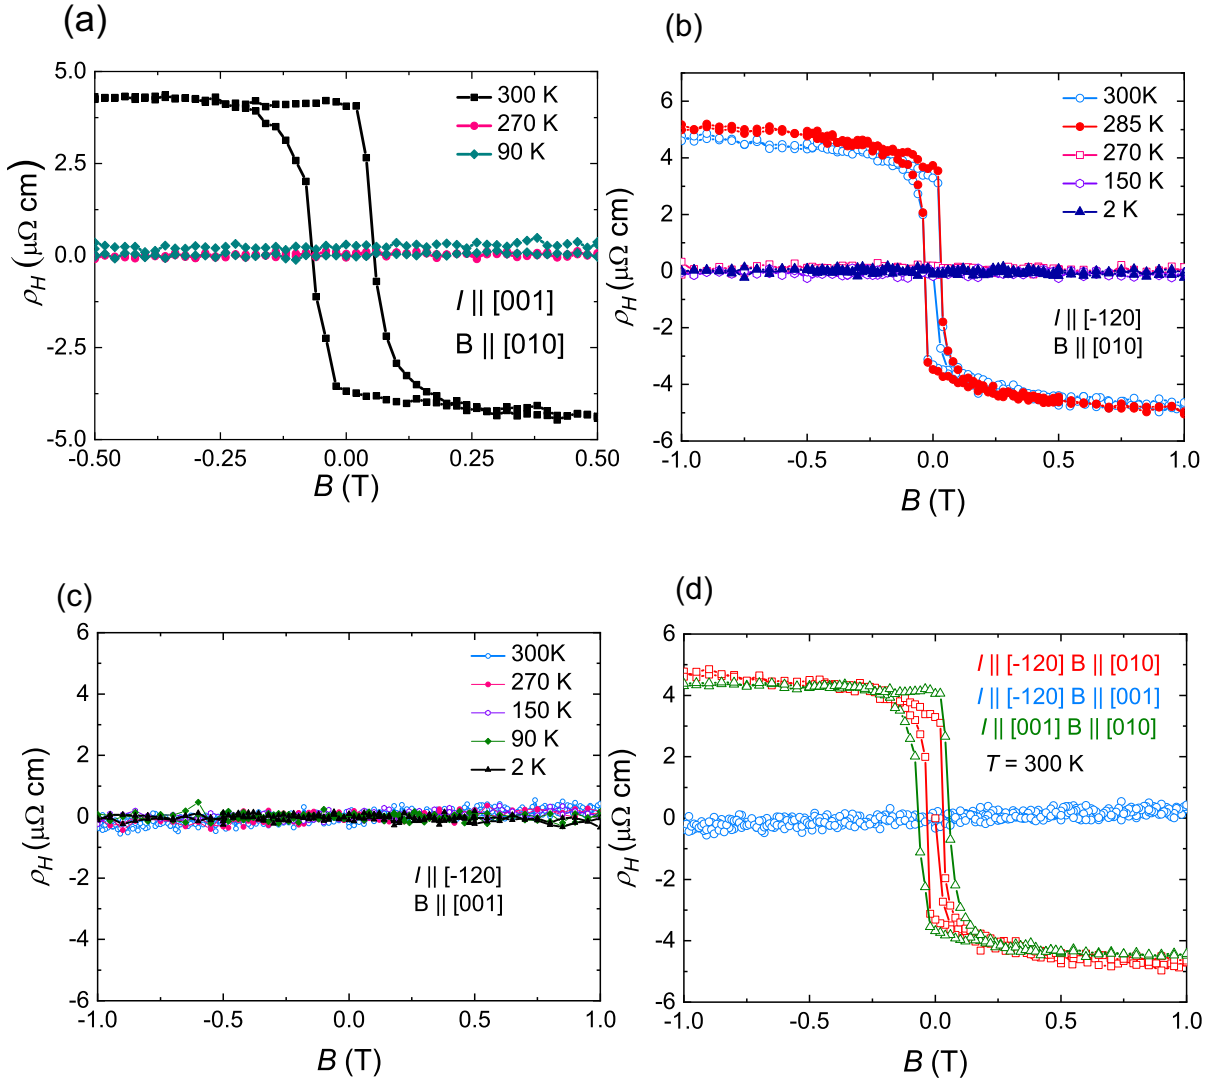 (a)
5.0
2.5
0.0
-2.5
-5.0
ρH (μΩ cm)
300 K
270 K
90 K
I || [001]
B || [010]
-0.50 -0.25 0.00 0.25 0.50
B (T)
(b)
6
4
2
0
-2
-4
-6
ρH (μΩ cm)
300K
285 K
270 K
150 K
2 K
I || [-120]
B || [010]
-1.0 -0.5 0.0 0.5 1.0
B (T)
(c)
6
4
2
0
-2
-4
-6
ρH (μΩ cm)
300K
270 K
150 K
90 K
2 K
I || [-120]
B || [001]
-1.0 -0.5 0.0 0.5 1.0
B (T)
(d)
6
4
2
0
-2
-4
-6
ρH (μΩ cm)
I || [-120] B || [010]
I || [-120] B || [001]
I || [001] B || [010]
T = 300 K
-1.0 -0.5 0.0 0.5 1.0
B (T)